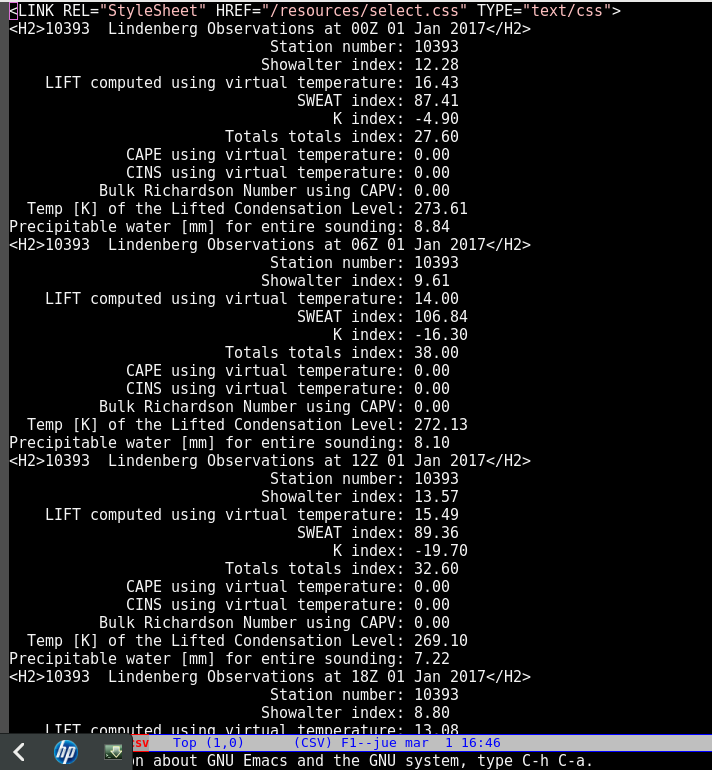 <LINK REL="StyleSheet" HREF="/resources/select.css" TYPE="text/css">
<H2>10393  Lindenberg Observations at 00Z 01 Jan 2017</H2>
Station number: 10393
Showalter index: 12.28
LIFT computed using virtual temperature: 16.43
SWEAT index: 87.41
K index: -4.90
Totals totals index: 27.60
CAPE using virtual temperature: 0.00
CINS using virtual temperature: 0.00
Bulk Richardson Number using CAPV: 0.00
Temp [K] of the Lifted Condensation Level: 273.61
Precipitable water [mm] for entire sounding: 8.84
<H2>10393  Lindenberg Observations at 06Z 01 Jan 2017</H2>
Station number: 10393
Showalter index: 9.61
LIFT computed using virtual temperature: 14.00
SWEAT index: 106.84
K index: -16.30
Totals totals index: 38.00
CAPE using virtual temperature: 0.00
CINS using virtual temperature: 0.00
Bulk Richardson Number using CAPV: 0.00
Temp [K] of the Lifted Condensation Level: 272.13
Precipitable water [mm] for entire sounding: 8.10
<H2>10393  Lindenberg Observations at 12Z 01 Jan 2017</H2>
Station number: 10393
Showalter index: 13.57
LIFT computed using virtual temperature: 15.49
SWEAT index: 89.36
K index: -19.70
Totals totals index: 32.60
CAPE using virtual temperature: 0.00
CINS using virtual temperature: 0.00
Bulk Richardson Number using CAPV: 0.00
Temp [K] of the Lifted Condensation Level: 269.10
Precipitable water [mm] for entire sounding: 7.22
<H2>10393  Lindenberg Observations at 18Z 01 Jan 2017</H2>
Station number: 10393
Showalter index: 8.80
LIFT computed using virtual temperature: 13.08
csv   Top (1,0)      (CSV) F1--jue mar  1 16:46
hp
on about GNU Emacs and the GNU system, type C-h C-a.